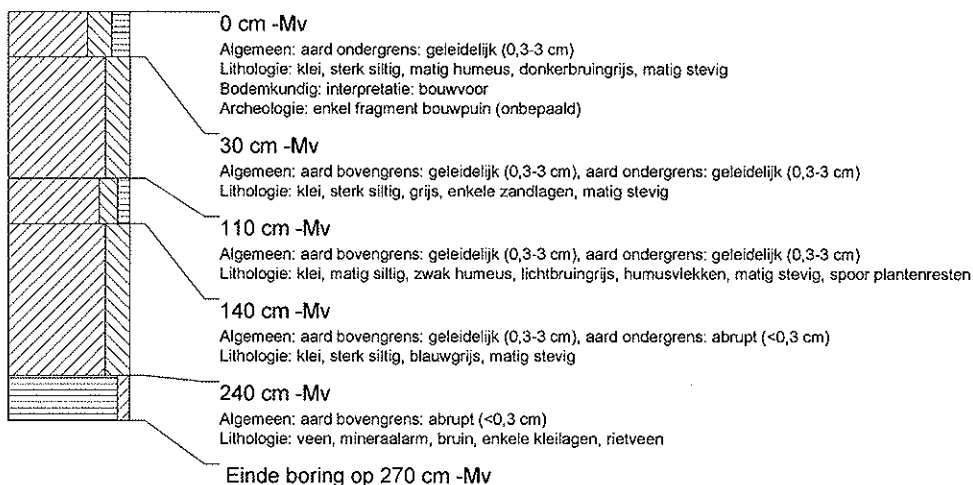 0 cm -Mv
Algemeen: aard ondergrens: geleidelijk (0,3-3 cm)
Lithologie: klei, sterk siltig, matig humeus, donkerbruingrijs, matig stevig
Bodemkundig: interpretatie: bouwvoor
Archeologie: enkel fragment bouwpuin (onbepaald)
30 cm -Mv
Algemeen: aard bovengrens: geleidelijk (0,3-3 cm), aard ondergrens: geleidelijk (0,3-3 cm)
Lithologie: klei, sterk siltig, grijs, enkele zandlagen, matig stevig
110 cm -Mv
Algemeen: aard bovengrens: geleidelijk (0,3-3 cm), aard ondergrens: geleidelijk (0,3-3 cm)
Lithologie: klei, matig siltig, zwak humeus, lichtbruingrijs, humusvlekken, matig stevig, spoor plantenresten
140 cm -Mv
Algemeen: aard bovengrens: geleidelijk (0,3-3 cm), aard ondergrens: abrupt (<0,3 cm)
Lithologie: klei, sterk siltig, blauwgrijs, matig stevig
240 cm -Mv
Algemeen: aard bovengrens: abrupt (<0,3 cm)
Lithologie: veen, mineraalarm, bruin, enkele kleilagen, rietveen
Einde boring op 270 cm -Mv